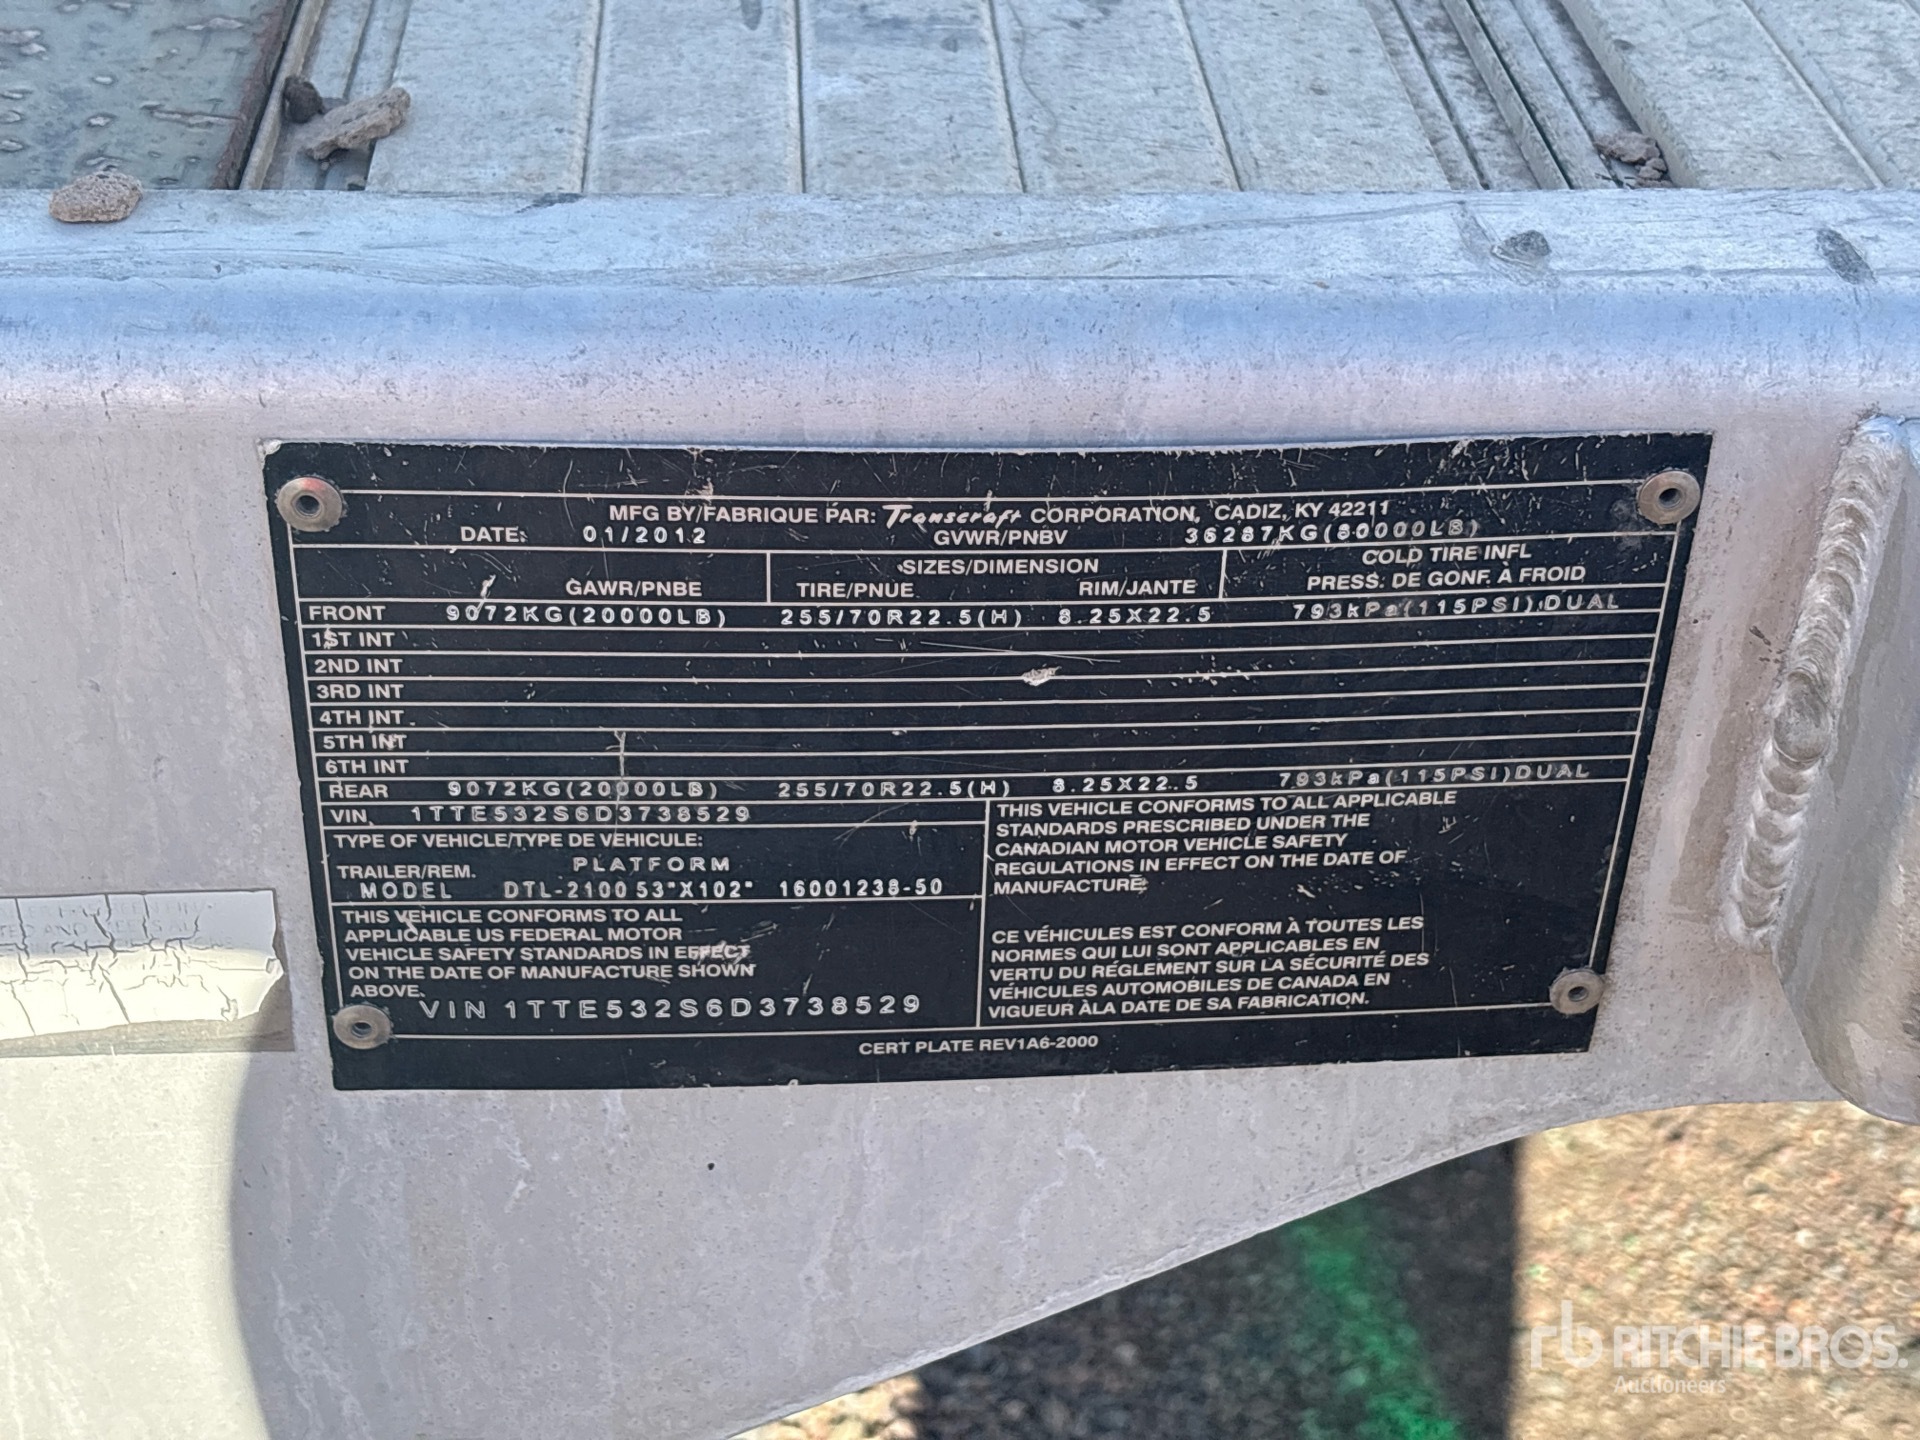 MFG BY/FABRIQUE PAR: Transcraft CORPORATION, CADIZ, KY 42211
DATE: 01/2012 GVWR/PNBV 36287KG(80000LB)
GAWR/PNBE SIZES/DIMENSION COLD TIRE INFL
TIRE/PNUE RIM/JANTE PRESS. DE GONF. À FROID
FRONT 9072KG(20000LB) 255/70R22.5(H) 8.25X22.5 793kPa(115PSI)DUAL
1ST INT
2ND INT
3RD INT
4TH INT
5TH INT
6TH INT
REAR 9072KG(20000LB) 255/70R22.5(H) 8.25X22.5 793kPa(115PSI)DUAL
VIN 1TTE532S6D3738529
TYPE OF VEHICLE/TYPE DE VEHICULE:
TRAILER/REM. PLATFORM
MODEL DTL-2100 53"X102" 16001238-50
THIS VEHICLE CONFORMS TO ALL
APPLICABLE US FEDERAL MOTOR
VEHICLE SAFETY STANDARDS IN EFFECT
ON THE DATE OF MANUFACTURE SHOWN
ABOVE.
VIN 1TTE532S6D3738529
THIS VEHICLE CONFORMS TO ALL APPLICABLE
STANDARDS PRESCRIBED UNDER THE
CANADIAN MOTOR VEHICLE SAFETY
REGULATIONS IN EFFECT ON THE DATE OF
MANUFACTURE.
CE VÉHICULES EST CONFORM À TOUTES LES
NORMES QUI LUI SONT APPLICABLES EN
VERTU DU RÉGLEMENT SUR LA SÉCURITÉ DES
VÉHICULES AUTOMOBILES DE CANADA EN
VIGUEUR ÀLA DATE DE SA FABRICATION.
CERT PLATE REV1A6-2000
rb RITCHIE BROS.
Auctioneers